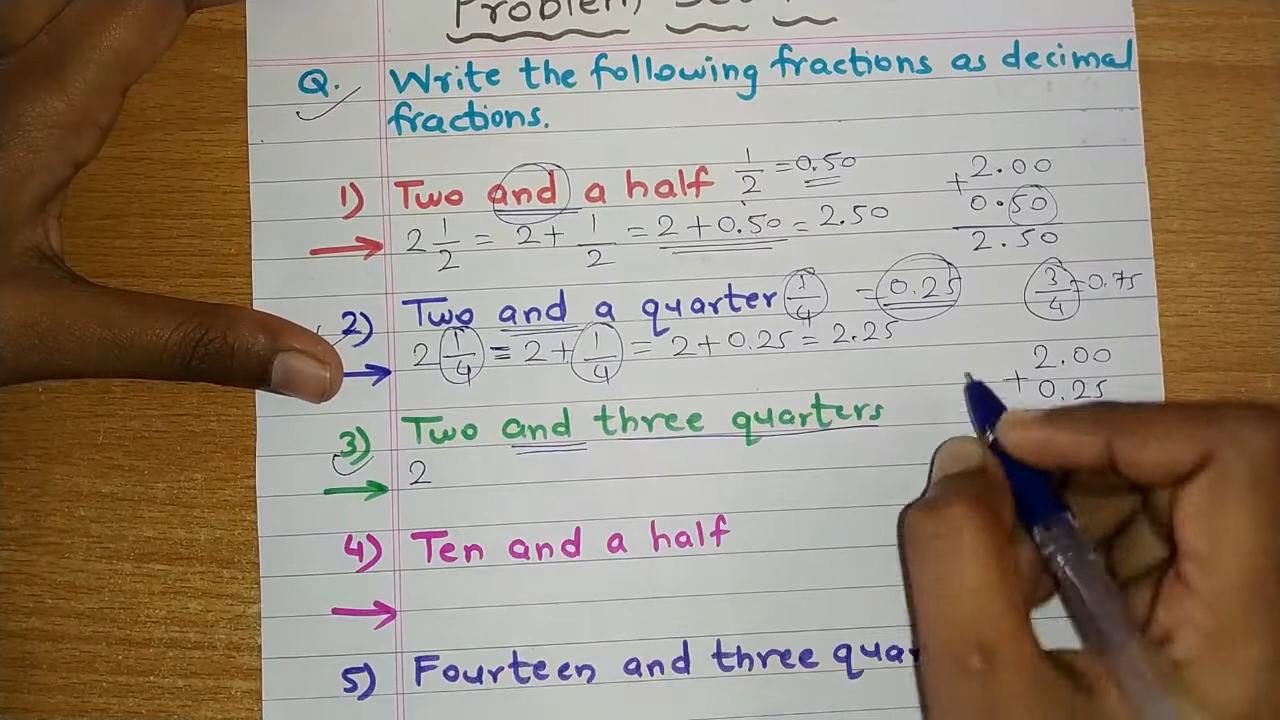 Problem
Q. Write the following fractions as decimal
fractions.
1) Two and a half 1/2 = 0.50
2 1/2 = 2 + 1/2 = 2 + 0.50 = 2.50
2.00
+ 0.50
2.50
2) Two and a quarter 1/4 = 0.25
3/4 = 0.75
2 1/4 = 2 + 1/4 = 2 + 0.25 = 2.25
2.00
+ 0.25
3) Two and three quarters
2
4) Ten and a half
5) Fourteen and three